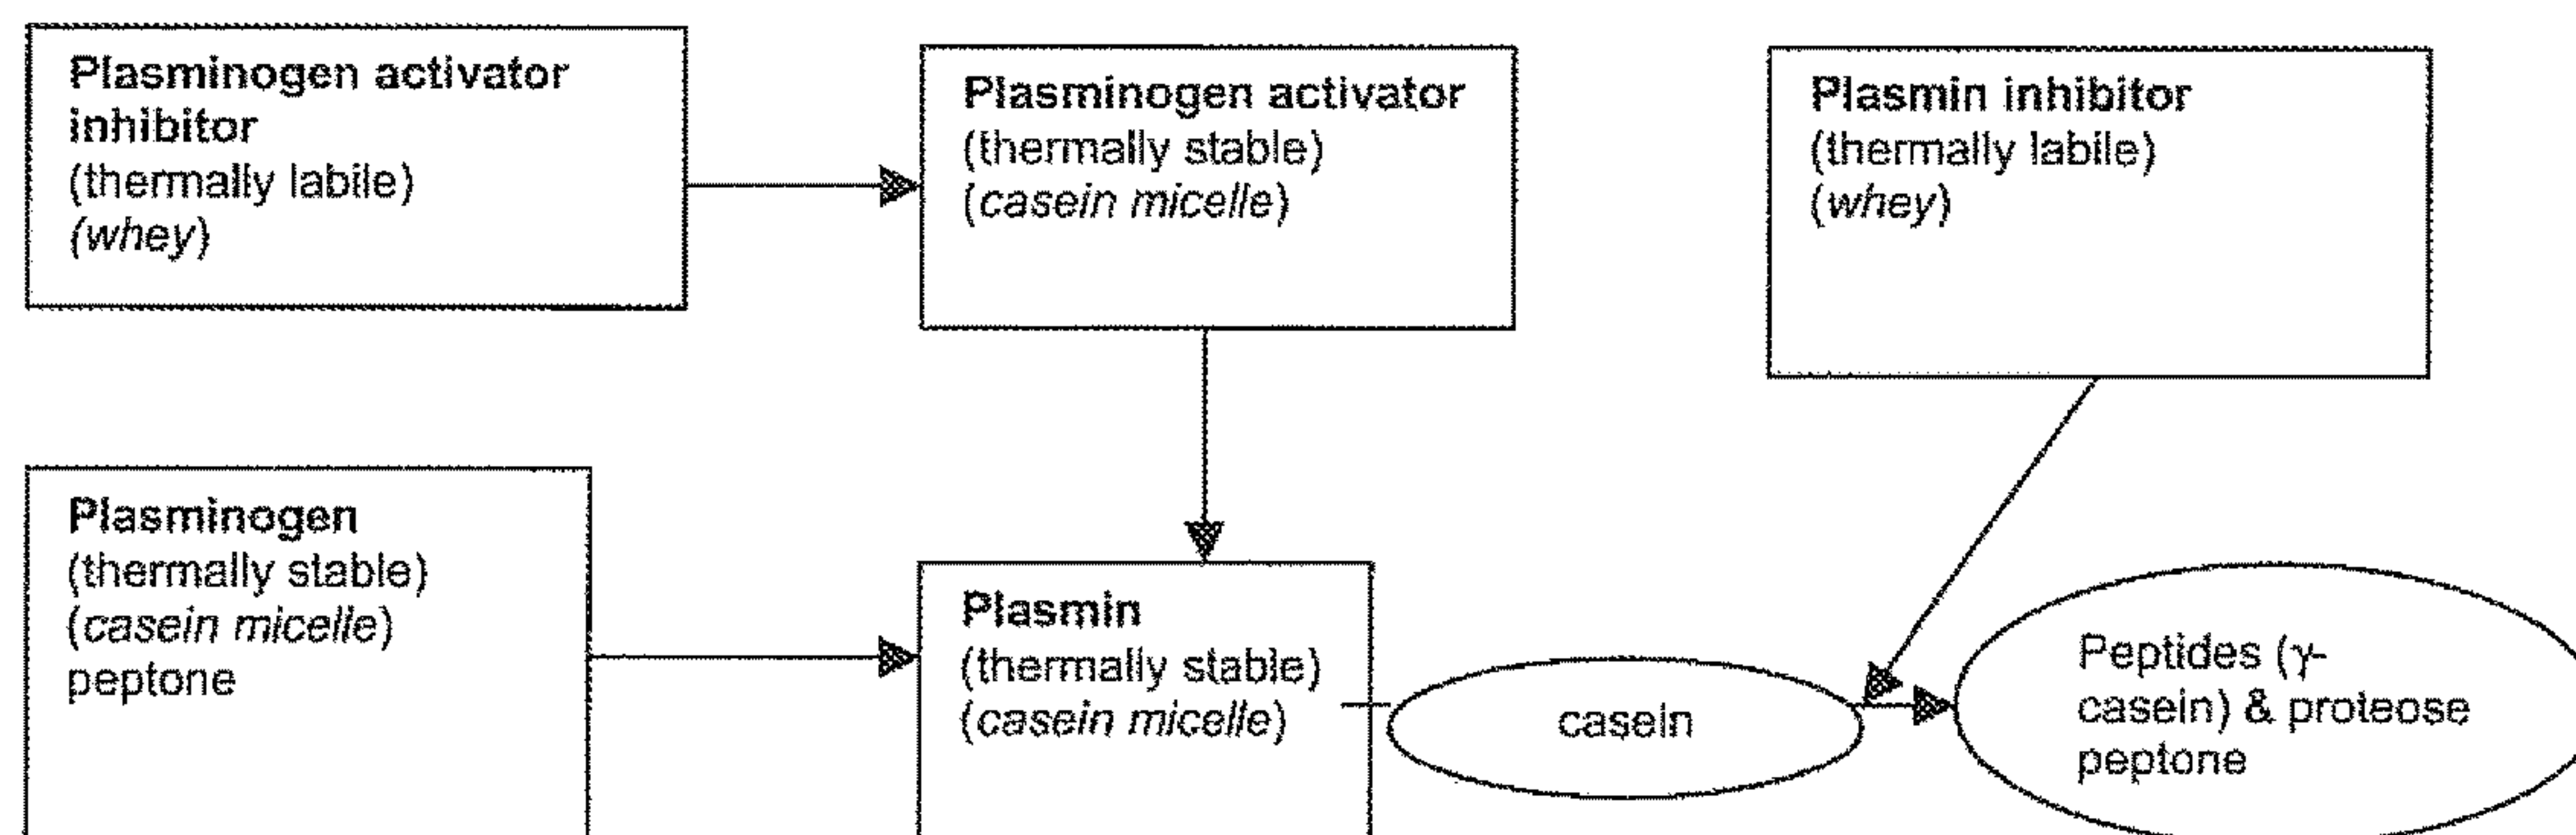 Plasminogen activator
inhibitor
(thermally labile)
(whey)
Plasminogen activator
(thermally stable)
(casein micelle)
Plasmin inhibitor
(thermally labile)
(whey)
Plasminogen
(thermally stable)
(casein micelle)
peptone
Plasmin
(thermally stable)
(casein micelle)
casein
Peptides (γ-
casein) & proteose
peptone